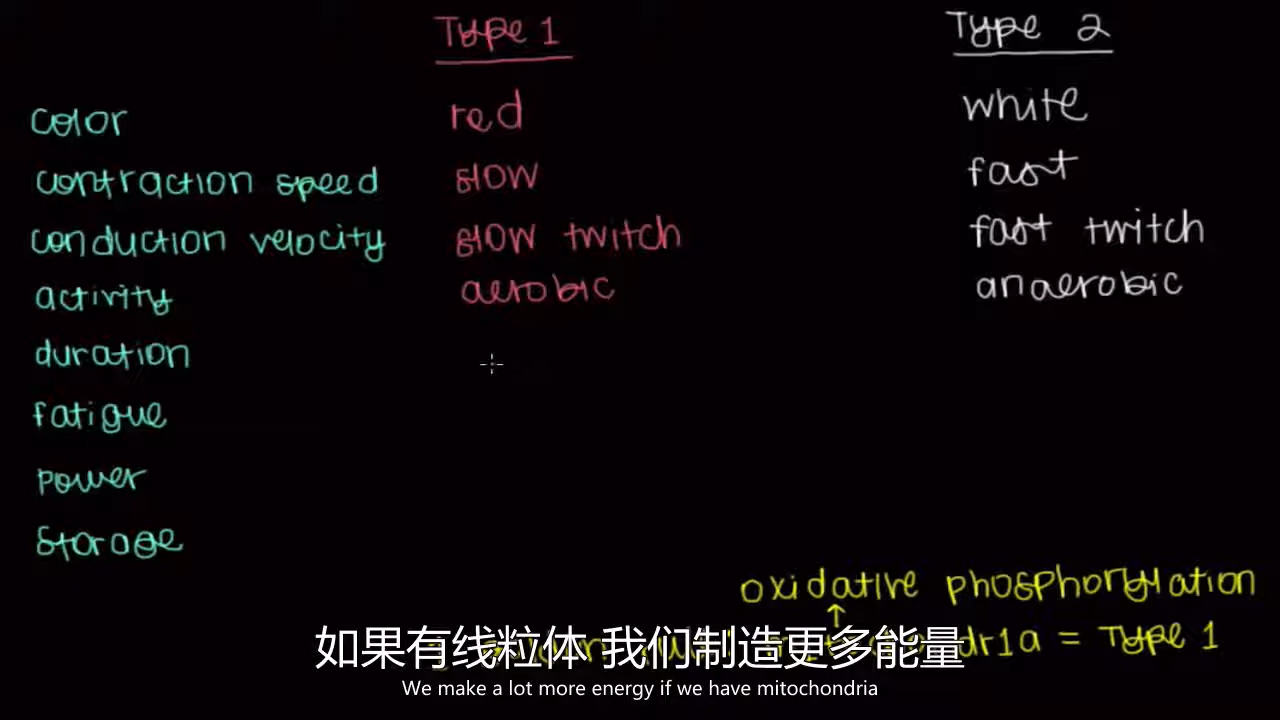 Type 1 Type 2
color red white
contraction speed slow fast
conduction velocity slow twitch fast twitch
activity aerobic anaerobic
duration
fatigue
power
storage
oxidative phosphorylation
↑
= Type 1
如果有线粒体 我们制造更多能量
We make a lot more energy if we have mitochondria